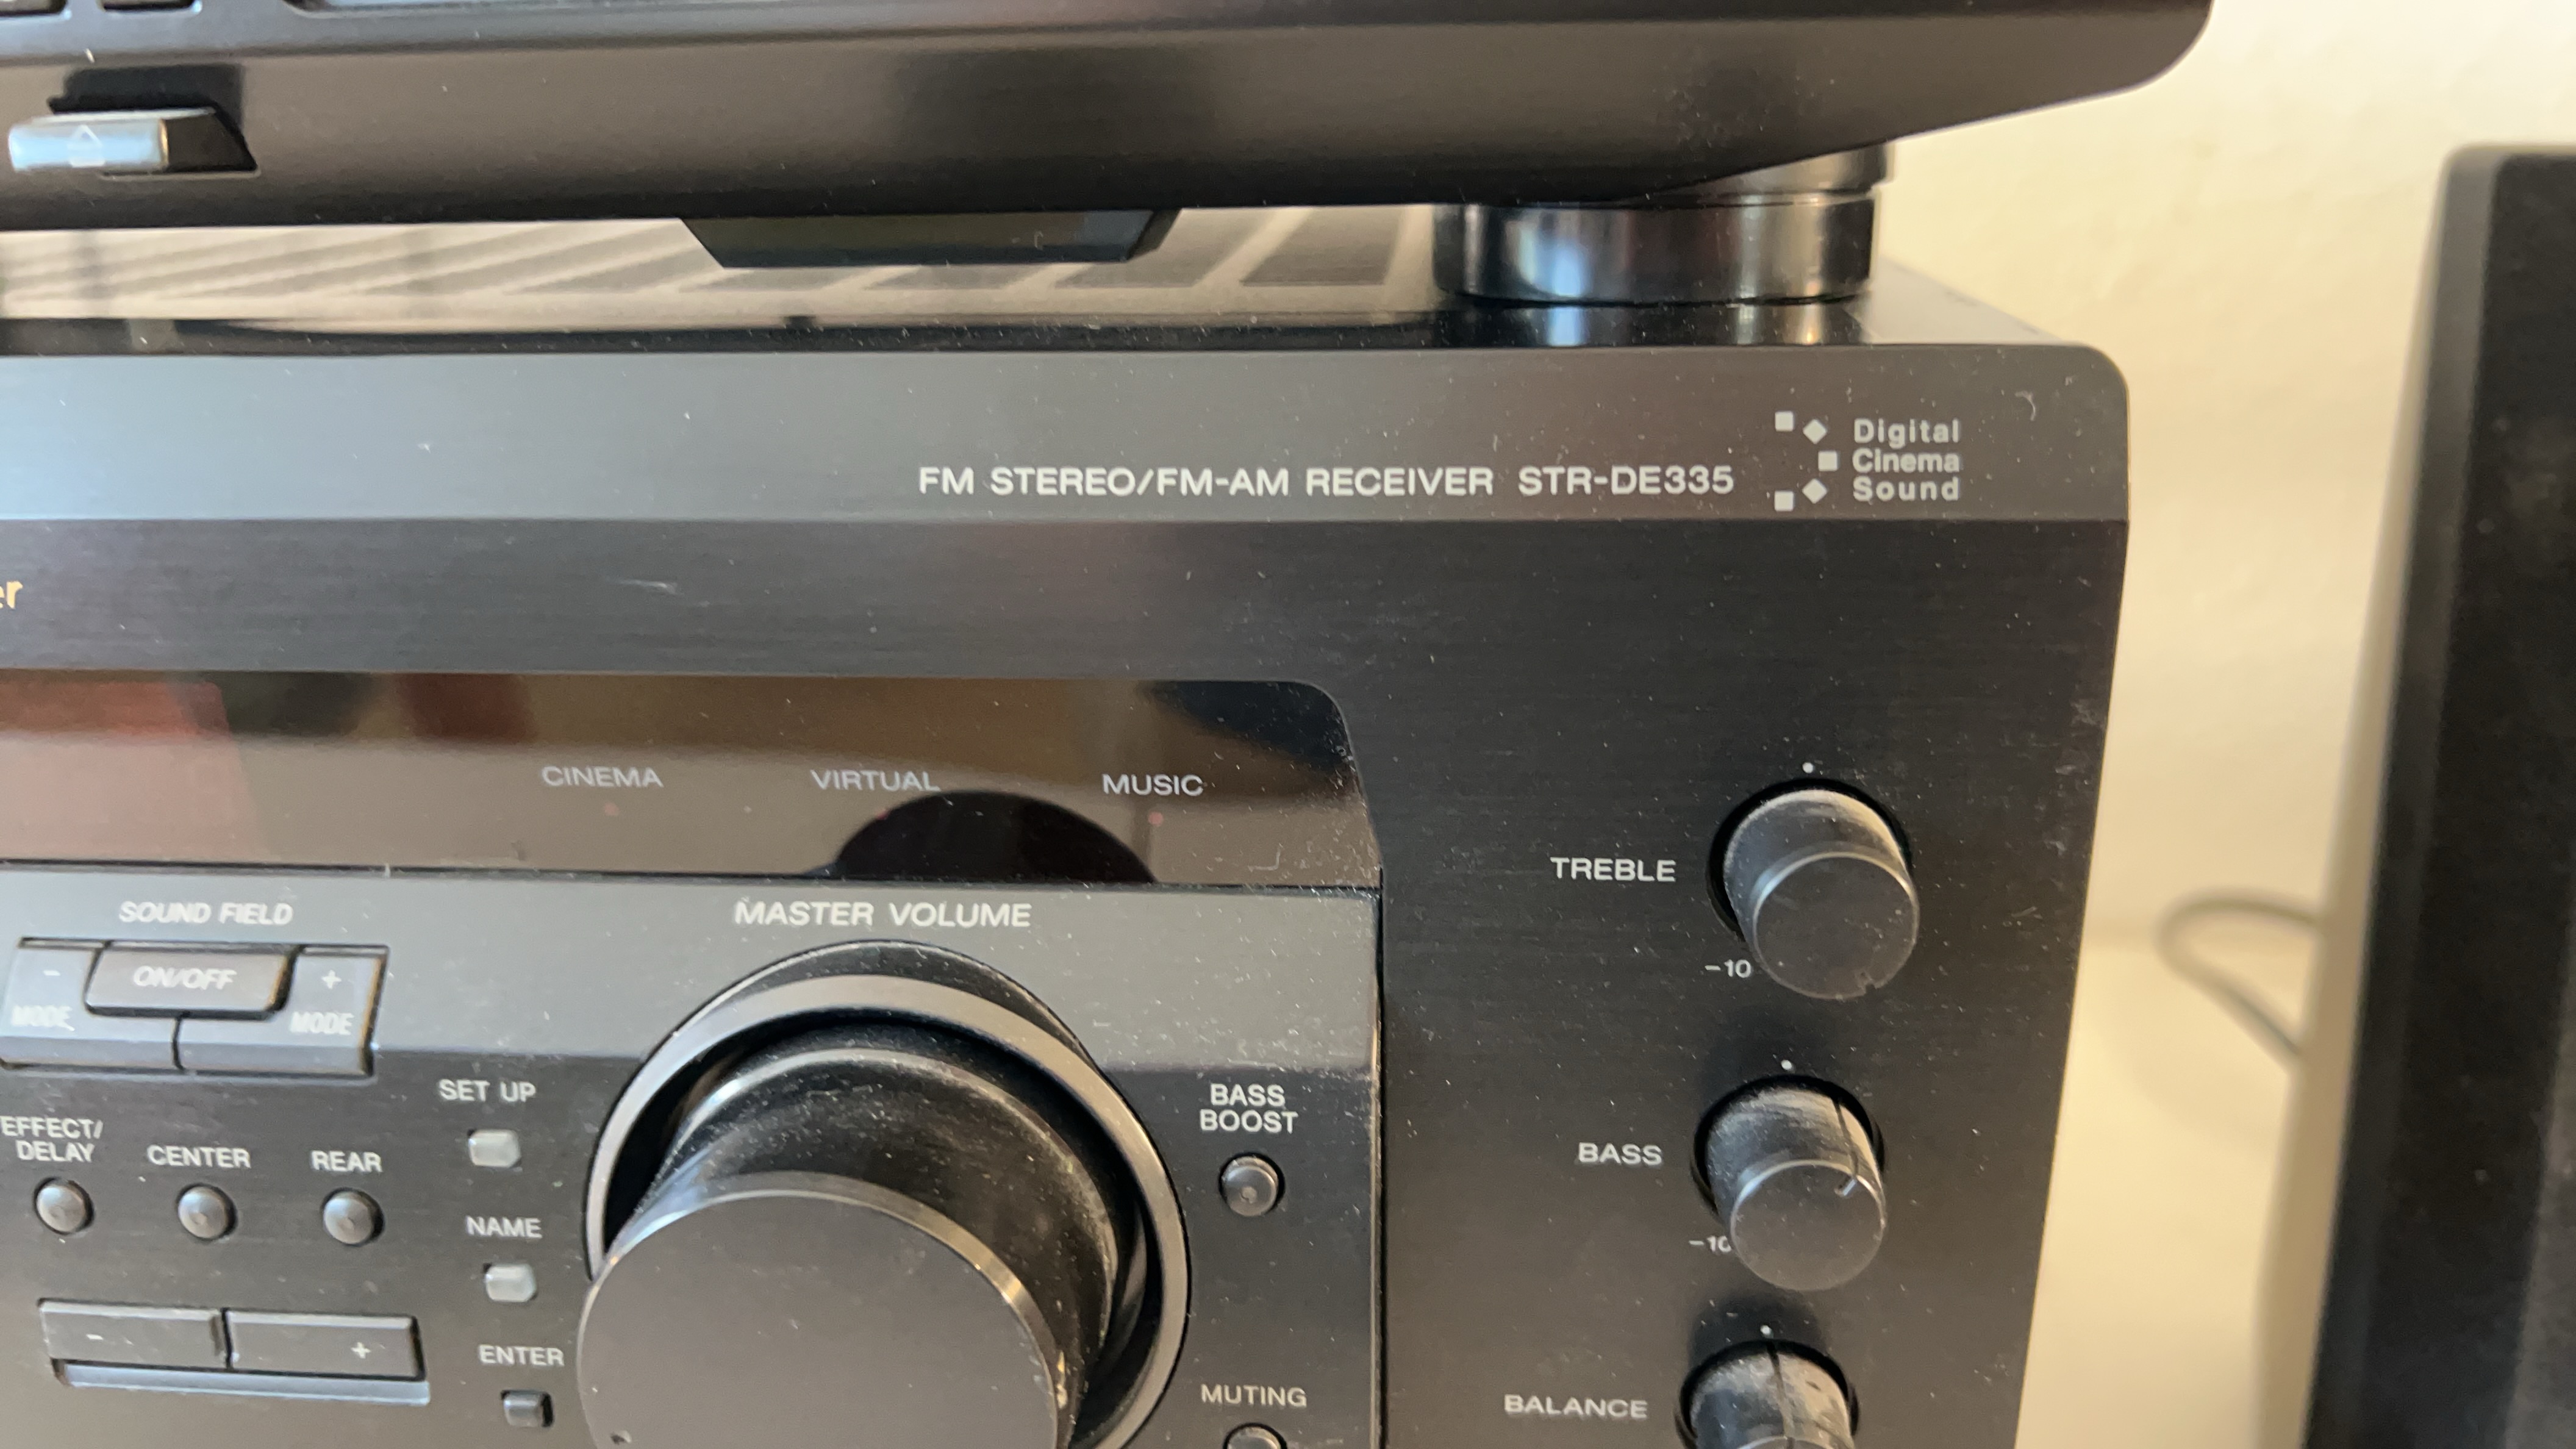 FM STEREO/FM-AM RECEIVER STR-DE335
Digital
Cinema
Sound
CINEMA VIRTUAL MUSIC
SOUND FIELD
MASTER VOLUME
TREBLE
-10
- ON/OFF +
MODE MODE
SET UP
BASS
BOOST
EFFECT/
DELAY
CENTER
REAR
BASS
-10
NAME
- +
ENTER
MUTING
BALANCE